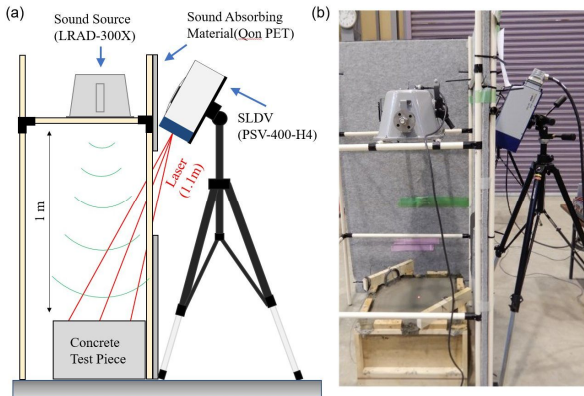 (a)
Sound Source
(LRAD-300X)
Sound Absorbing
Material(Qon PET)
SLDV
(PSV-400-H4)
Laser
(1.1m)
1 m
Concrete
Test Piece
(b)